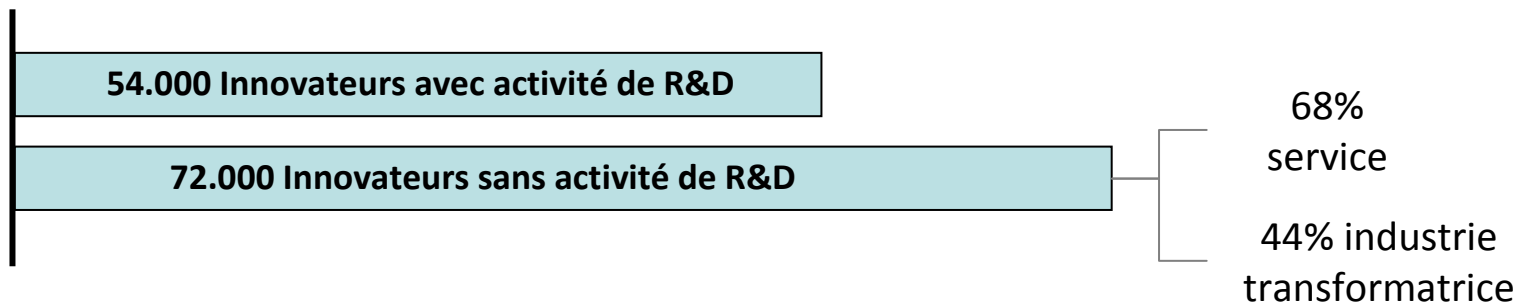 54.000 Innovateurs avec activité de R&D
72.000 Innovateurs sans activité de R&D
68%
service
44% industrie
transformatrice